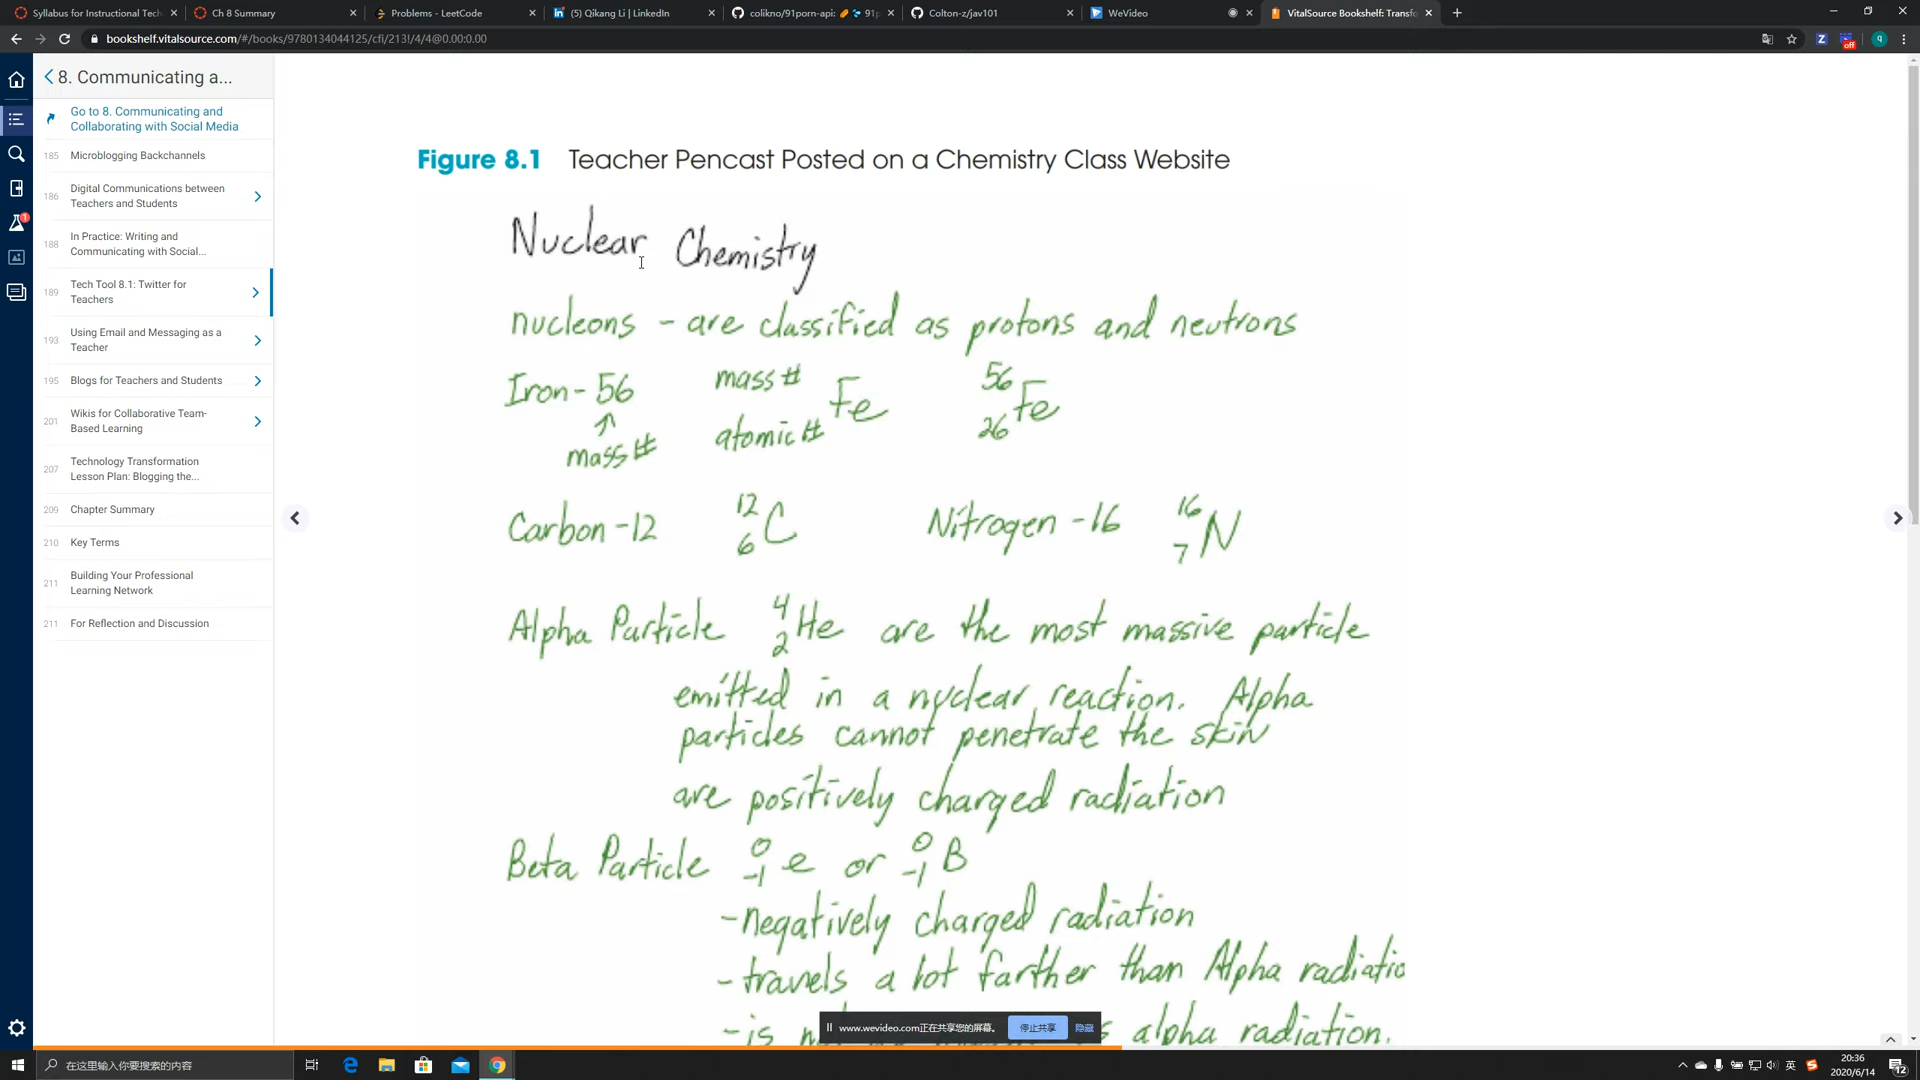 Syllabus for Instructional Tech
Ch 8 Summary
Problems - LeetCode
(5) Qikang Li | LinkedIn
colikno/91porn-api: 91p
Colton-z/jav101
WeVideo
VitalSource Bookshelf: Transfo
bookshelf.vitalsource.com/#/books/9780134044125/cfi/213!/4/4@0.00:0.00
off
q
8. Communicating a...
Go to 8. Communicating and
Collaborating with Social Media
185 Microblogging Backchannels
186 Digital Communications between
Teachers and Students
188 In Practice: Writing and
Communicating with Social...
189 Tech Tool 8.1: Twitter for
Teachers
193 Using Email and Messaging as a
Teacher
195 Blogs for Teachers and Students
201 Wikis for Collaborative Team-
Based Learning
207 Technology Transformation
Lesson Plan: Blogging the...
209 Chapter Summary
210 Key Terms
211 Building Your Professional
Learning Network
211 For Reflection and Discussion
1
Figure 8.1 Teacher Pencast Posted on a Chemistry Class Website
Nuclear Chemistry
nucleons - are classified as protons and neutrons
Iron-56 mass # Fe 56 Fe
↑ atomic # 26
mass #
Carbon-12 12 C Nitrogen-16 16 N
6 7
Alpha Particle 4 He are the most massive particle
2
emitted in a nuclear reaction. Alpha
particles cannot penetrate the skin
are positively charged radiation
Beta Particle 0 e or 0 B
-1 -1
-negatively charged radiation
-travels a lot farther than Alpha radiatio
-is alpha radiation.
www.wevideo.com正在共享您的屏幕。 停止共享 隐藏
在这里输入你要搜索的内容
英
20:36
2020/6/14
12